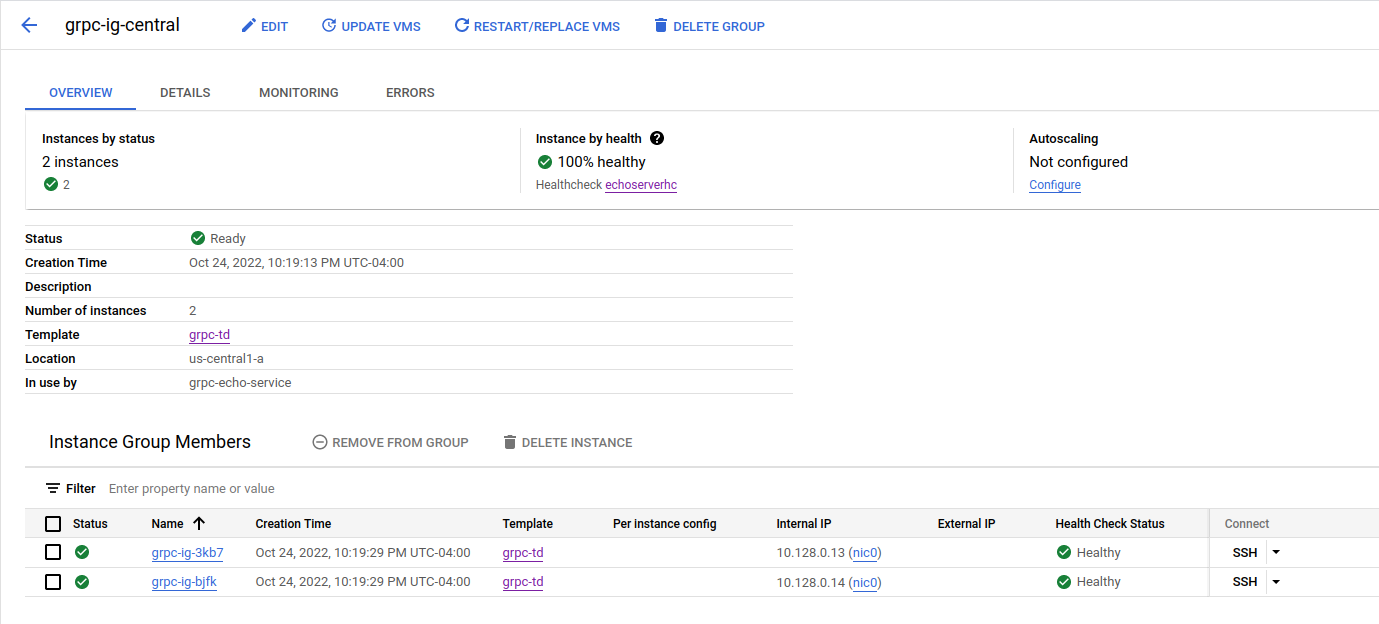 grpc-ig-central EDIT UPDATE VMS RESTART/REPLACE VMS DELETE GROUP
OVERVIEW DETAILS MONITORING ERRORS
Instances by status Instance by health ? Autoscaling
2 instances 100% healthy Not configured
2 Healthcheck echoserverhc Configure
Status Ready
Creation Time Oct 24, 2022, 10:19:13 PM UTC-04:00
Description
Number of instances 2
Template grpc-td
Location us-central1-a
In use by grpc-echo-service
Instance Group Members REMOVE FROM GROUP DELETE INSTANCE
Filter Enter property name or value
Status Name Creation Time Template Per instance config Internal IP External IP Health Check Status Connect
grpc-ig-3kb7 Oct 24, 2022, 10:19:29 PM UTC-04:00 grpc-td 10.128.0.13 (nic0) Healthy SSH
grpc-ig-bjfk Oct 24, 2022, 10:19:29 PM UTC-04:00 grpc-td 10.128.0.14 (nic0) Healthy SSH